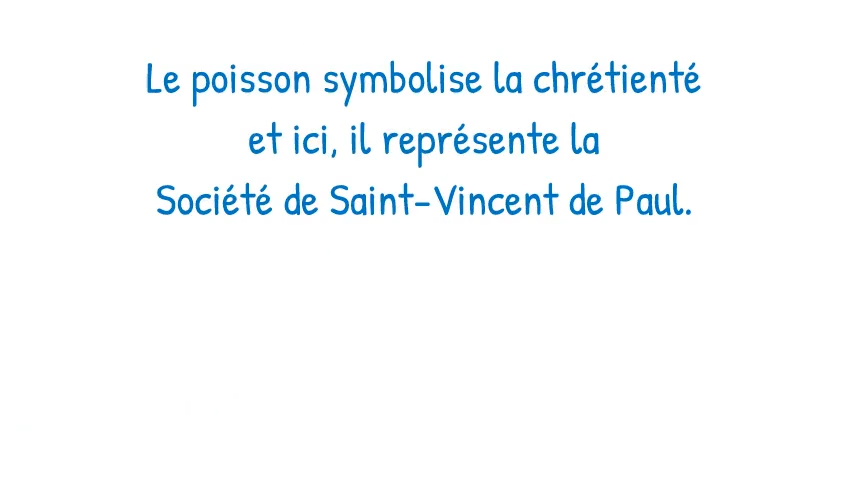 Le poisson symbolise la chrétienté
et ici, il représente la
Société de Saint-Vincent de Paul.